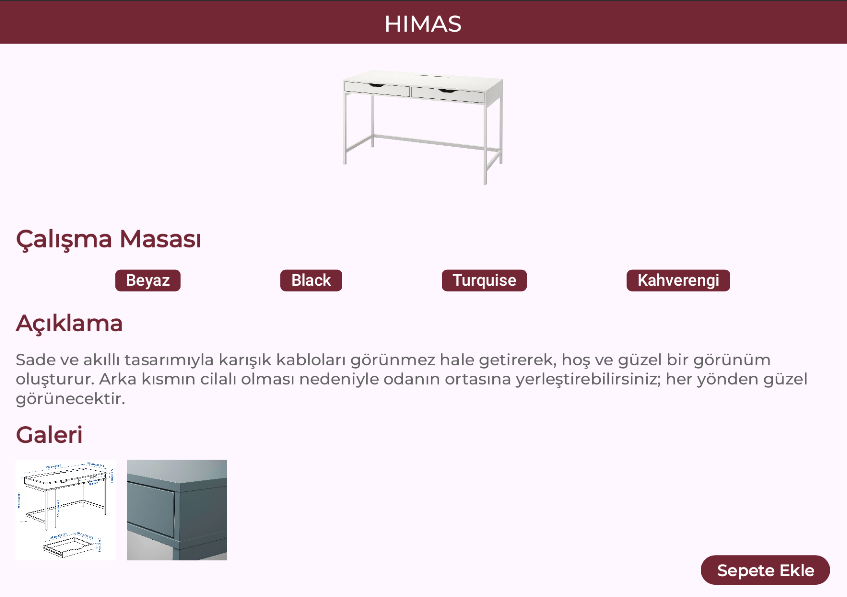 HIMAS
Çalışma Masası
Beyaz
Black
Turquise
Kahverengi
Açıklama
Sade ve akıllı tasarımıyla karışık kabloları görünmez hale getirerek, hoş ve güzel bir görünüm
oluşturur. Arka kısmın cilalı olması nedeniyle odanın ortasına yerleştirebilirsiniz; her yönden güzel
görünecektir.
Galeri
Sepete Ekle